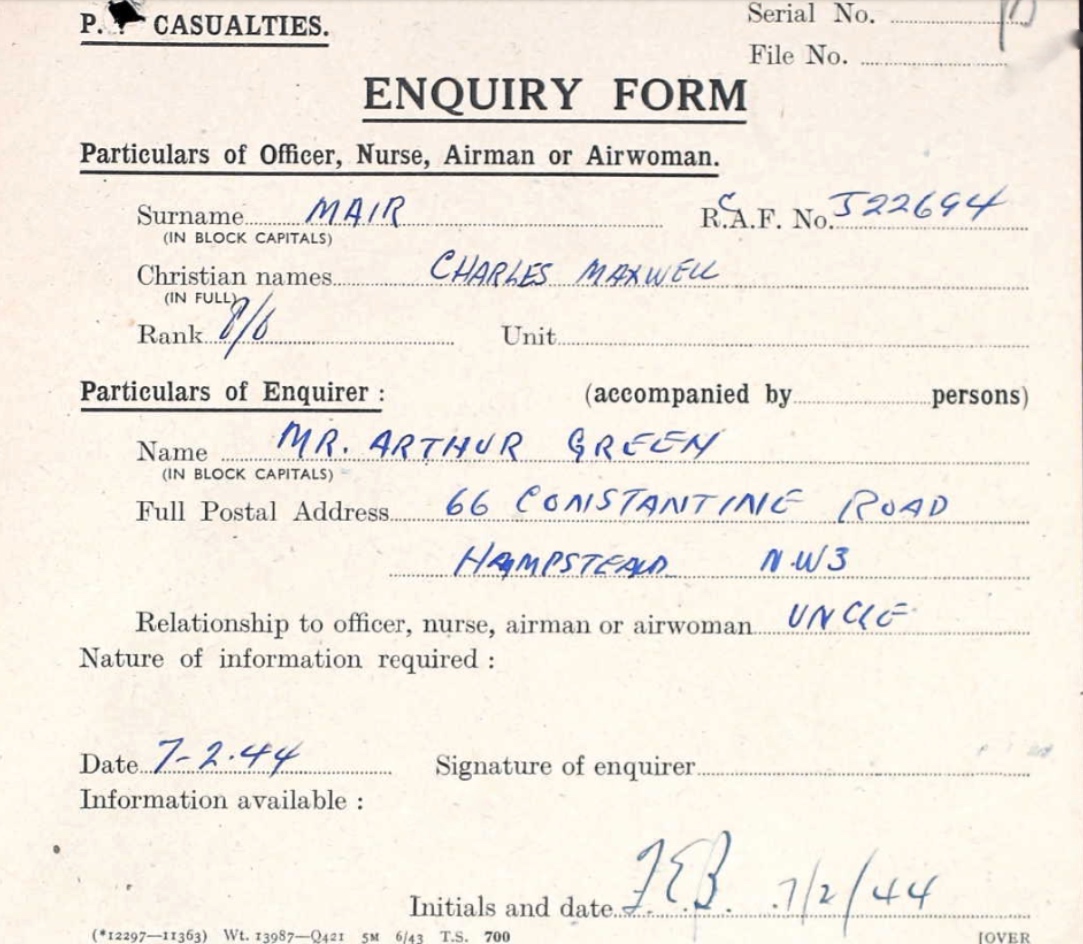 P. CASUALTIES.
Serial No.
File No.
ENQUIRY FORM
Particulars of Officer, Nurse, Airman or Airwoman.
Surname MAIR R.C.A.F. No. J22694
(IN BLOCK CAPITALS)
Christian names CHARLES MAXWELL
(IN FULL)
Rank Unit
Particulars of Enquirer : (accompanied by persons)
Name MR. ARTHUR GREEN
(IN BLOCK CAPITALS)
Full Postal Address 66 CONSTANTINE ROAD
HAMPSTEAD N.W3
Relationship to officer, nurse, airman or airwoman UNCLE
Nature of information required :
Date 7-2.44 Signature of enquirer
Information available :
Initials and date 7/2/44
(*12297—11363) Wt. 13987—Q421 5M 6/43 T.S. 700 [OVER